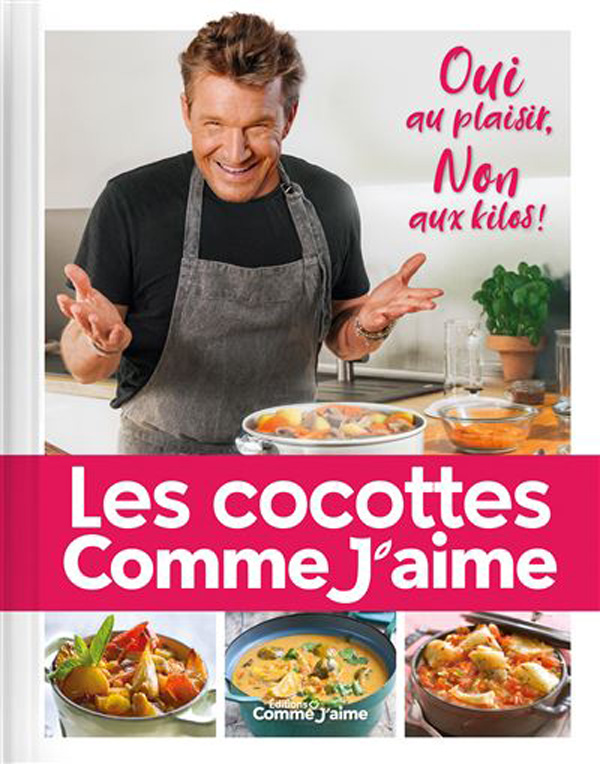 Oui
au plaisir,
Non
aux kilos!
Les cocottes
Comme J'aime
Éditions
Comme J'aime